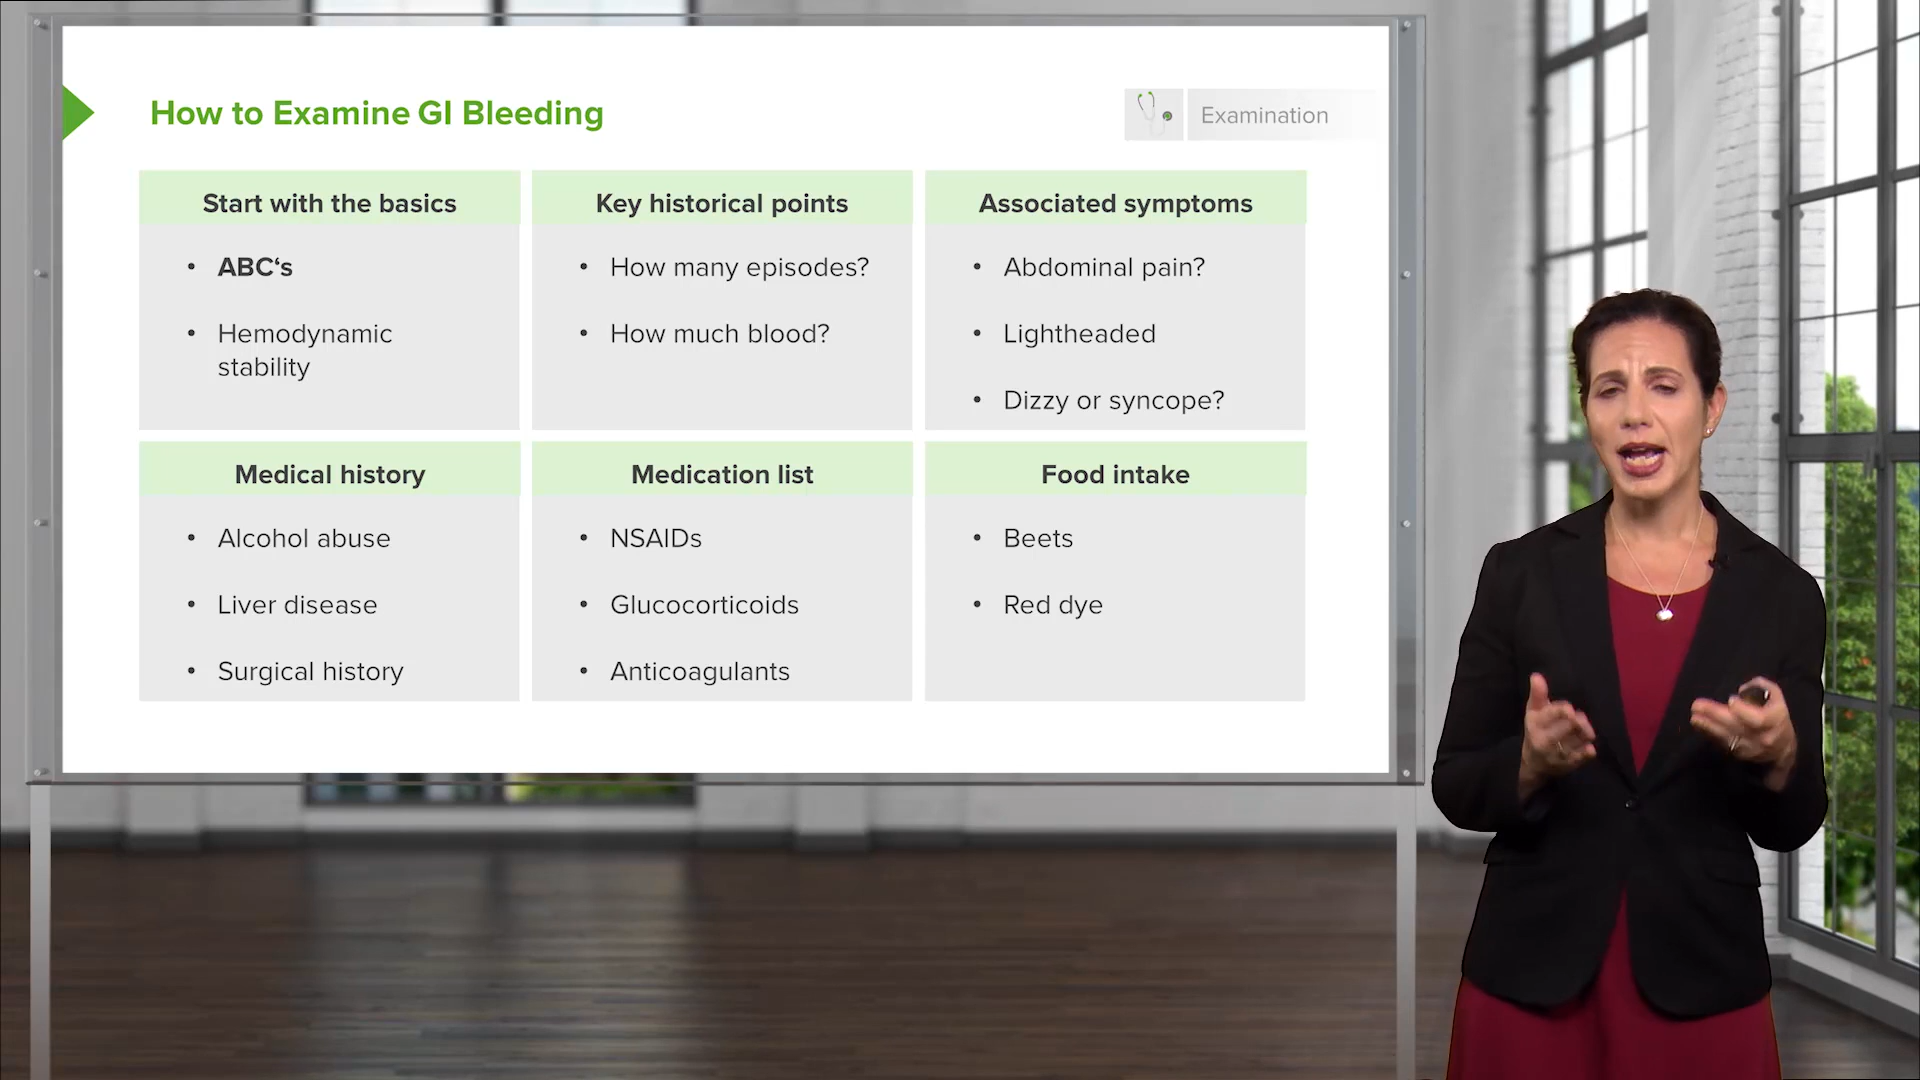 How to Examine GI Bleeding
Examination
Start with the basics
• ABC‘s
• Hemodynamic
stability
Key historical points
• How many episodes?
• How much blood?
Associated symptoms
• Abdominal pain?
• Lightheaded
• Dizzy or syncope?
Medical history
• Alcohol abuse
• Liver disease
• Surgical history
Medication list
• NSAIDs
• Glucocorticoids
• Anticoagulants
Food intake
• Beets
• Red dye